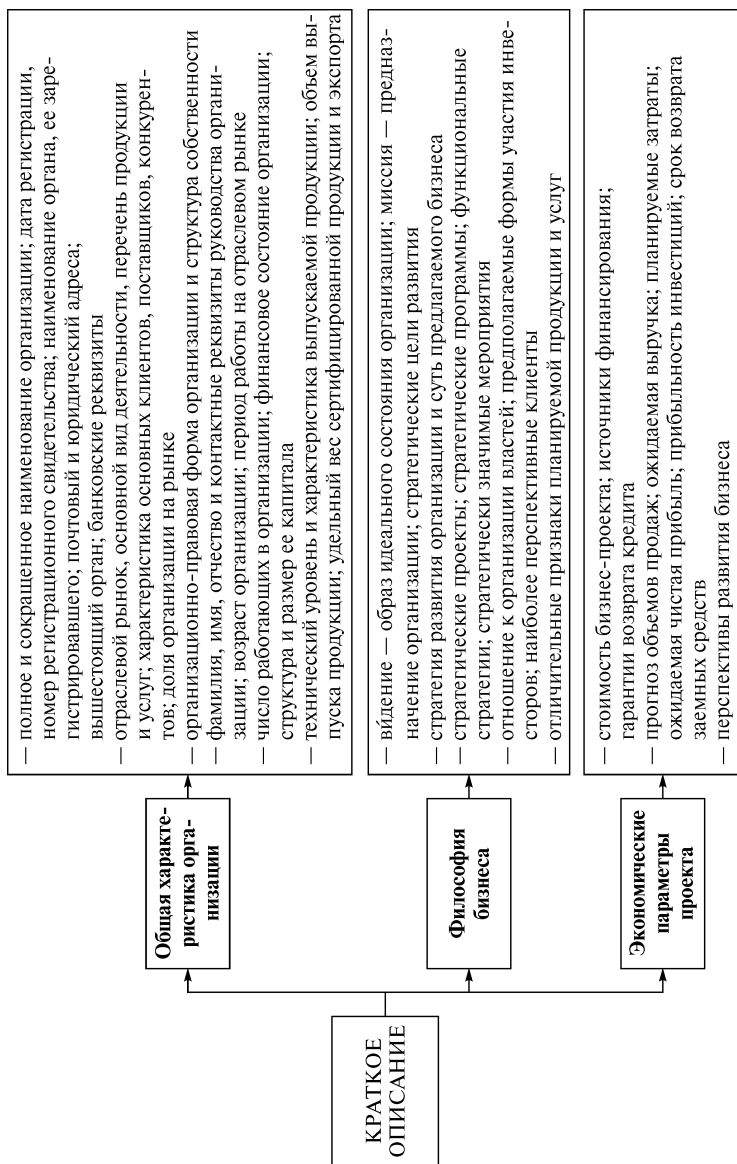 КРАТКОЕ
ОПИСАНИЕ
Общая характе-
ристика орга-
низации
— полное и сокращенное наименование организации; дата регистрации,
номер регистрационного свидетельства; наименование органа, ее заре-
гистрировавшего; почтовый и юридический адреса;
вышестоящий орган; банковские реквизиты
— отраслевой рынок, основной вид деятельности, перечень продукции
и услуг; характеристика основных клиентов, поставщиков, конкурен-
тов; доля организации на рынке
— организационно-правовая форма организации и структура собственности
— фамилия, имя, отчество и контактные реквизиты руководства органи-
зации; возраст организации; период работы на отраслевом рынке
— число работающих в организации; финансовое состояние организации;
структура и размер ее капитала
— технический уровень и характеристика выпускаемой продукции; объем вы-
пуска продукции; удельный вес сертифицированной продукции и экспорта
Философия
бизнеса
— ви́дение — образ идеального состояния организации; миссия — предназ-
начение организации; стратегические цели развития
— стратегия развития организации и суть предлагаемого бизнеса
— стратегические проекты; стратегические программы; функциональные
стратегии; стратегически значимые мероприятия
— отношение к организации властей; предполагаемые формы участия инве-
сторов; наиболее перспективные клиенты
— отличительные признаки планируемой продукции и услуг
Экономические
параметры
проекта
— стоимость бизнес-проекта; источники финансирования;
гарантии возврата кредита
— прогноз объемов продаж; ожидаемая выручка; планируемые затраты;
ожидаемая чистая прибыль; прибыльность инвестиций; срок возврата
заемных средств
— перспективы развития бизнеса